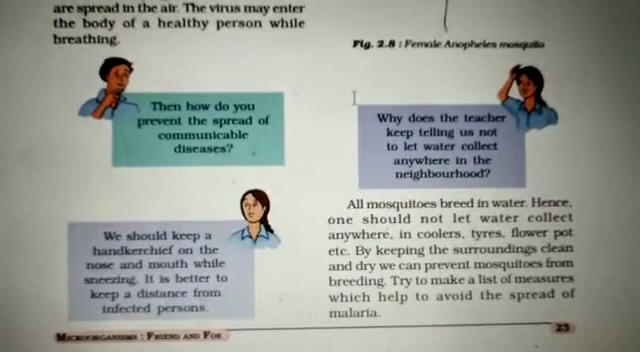 are spread in the air. The virus may enter
the body of a healthy person while
breathing.
Then how do you
prevent the spread of
communicable
diseases?
We should keep a
handkerchief on the
nose and mouth while
sneezing. It is better to
keep a distance from
infected persons.
Fig. 2.8 : Female Anopheles mosquito
Why does the teacher
keep telling us not
to let water collect
anywhere in the
neighbourhood?
All mosquitoes breed in water. Hence,
one should not let water collect
anywhere, in coolers, tyres, flower pot
etc. By keeping the surroundings clean
and dry we can prevent mosquitoes from
breeding. Try to make a list of measures
which help to avoid the spread of
malaria.
Microorganisms : Friend and Foe
23